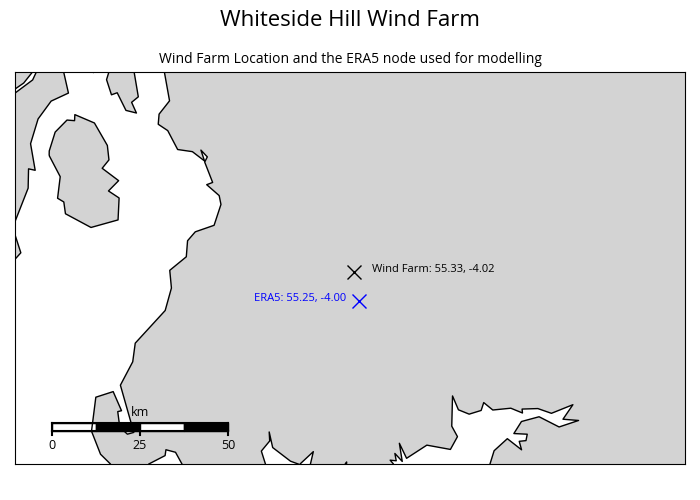 Whiteside Hill Wind Farm
Wind Farm Location and the ERA5 node used for modelling
Wind Farm: 55.33, -4.02
ERA5: 55.25, -4.00
km
0 25 50